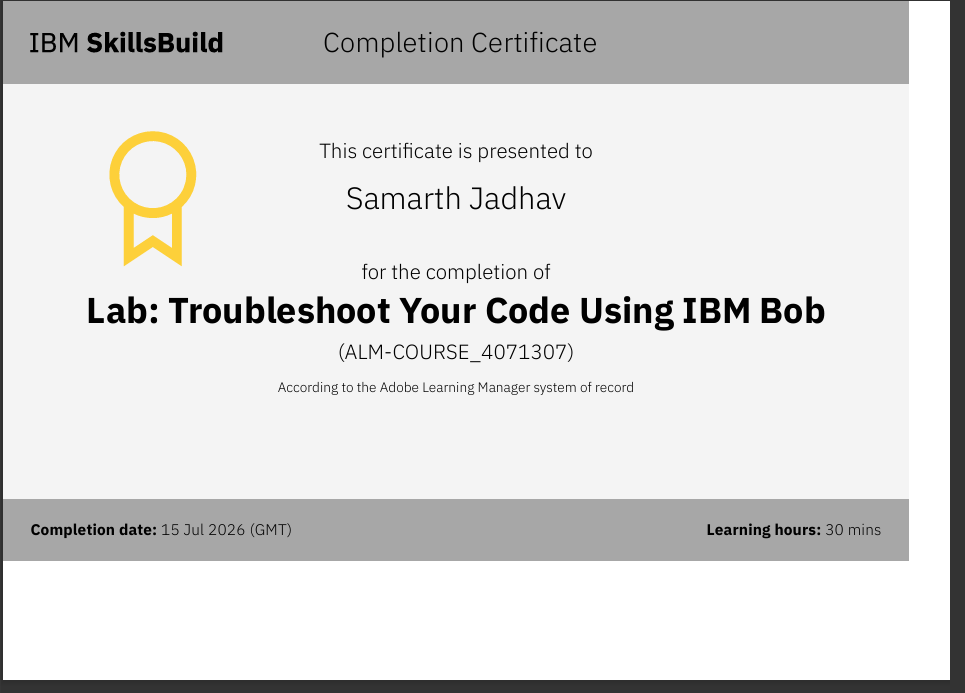 IBM SkillsBuild
Completion Certificate
This certificate is presented to
Samarth Jadhav
for the completion of
Lab: Troubleshoot Your Code Using IBM Bob
(ALM-COURSE_4071307)
According to the Adobe Learning Manager system of record
Completion date: 15 Jul 2026 (GMT)
Learning hours: 30 mins